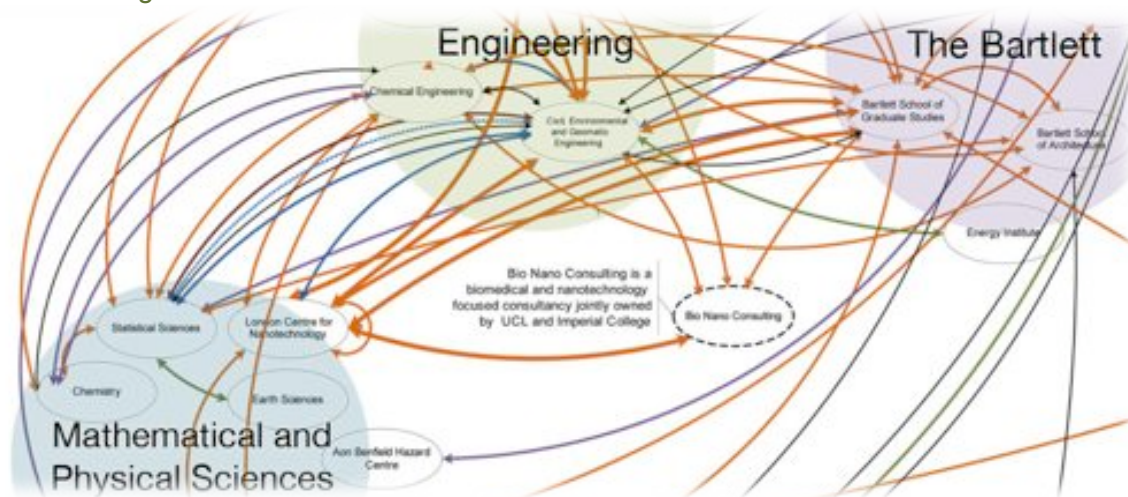 Engineering
The Bartlett
Chemical Engineering
Civil, Environmental
and Geomatic
Engineering
Bartlett School of
Graduate Studies
Bartlett School
of Architecture
Energy Institute
Bio Nano Consulting is a
biomedical and nanotechnology
focused consultancy jointly owned
by UCL and Imperial College
Bio Nano Consulting
Statistical Sciences
London Centre for
Nanotechnology
Chemistry
Earth Sciences
Mathematical and
Physical Sciences
Aon Benfield Hazard
Centre